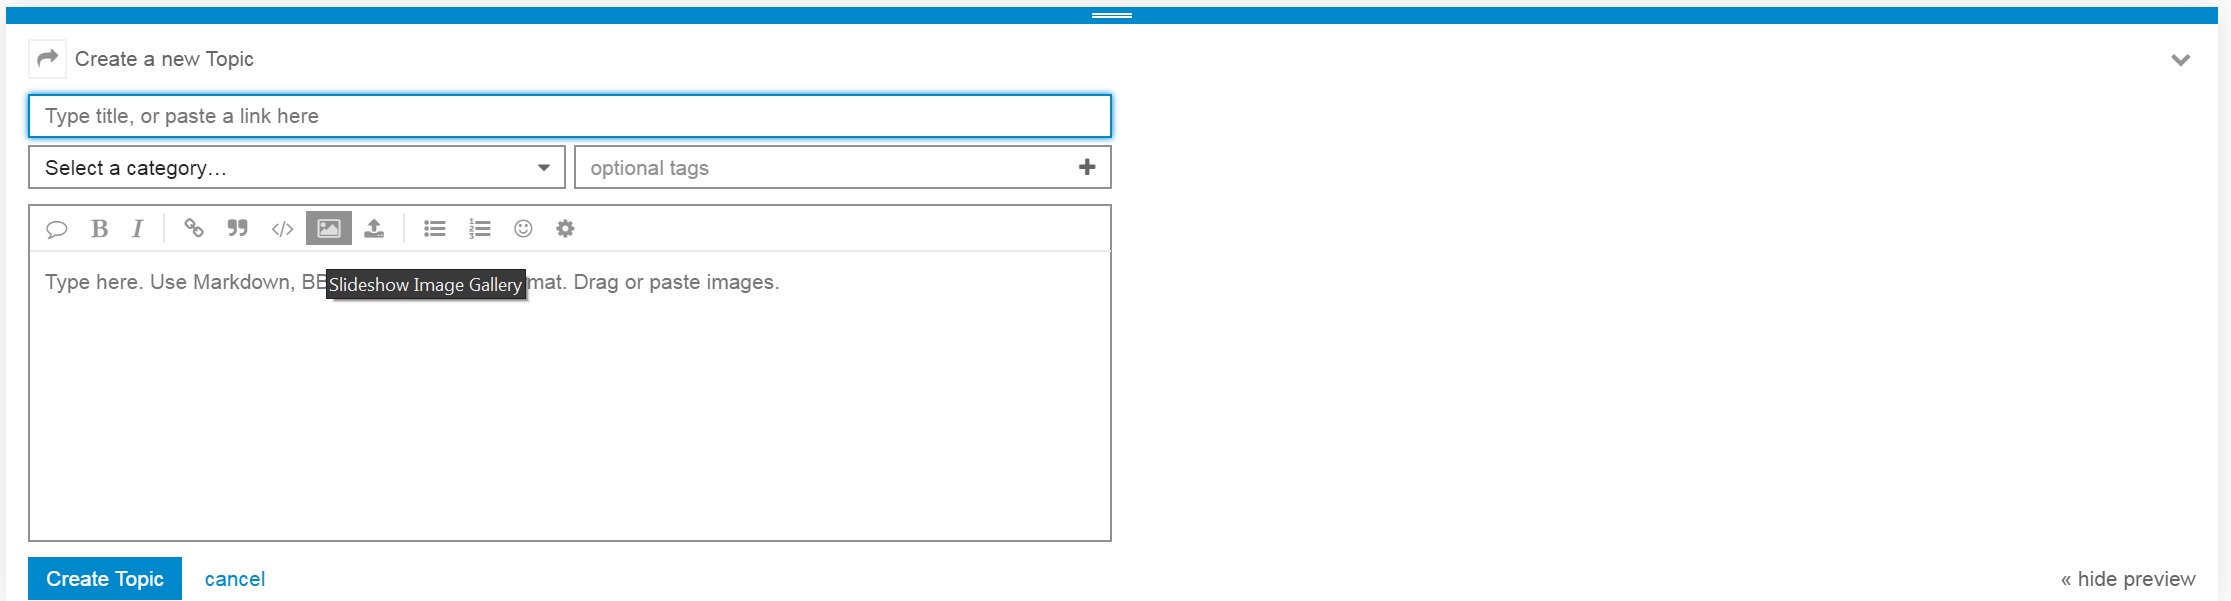 Create a new Topic
Type title, or paste a link here
Select a category…
optional tags
B I
Type here. Use Markdown, BB mat. Drag or paste images.
Slideshow Image Gallery
Create Topic
cancel
« hide preview